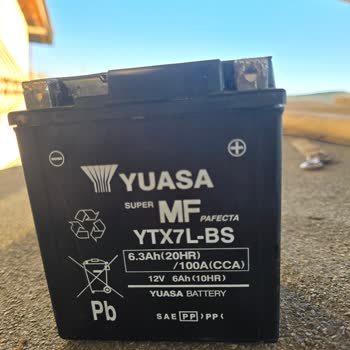 YUASA
SUPER MF PAFECTA
YTX7L-BS
6.3Ah(20HR)
/100A(CCA)
12V 6Ah(10HR)
YUASA BATTERY
Pb
SAE PP PP